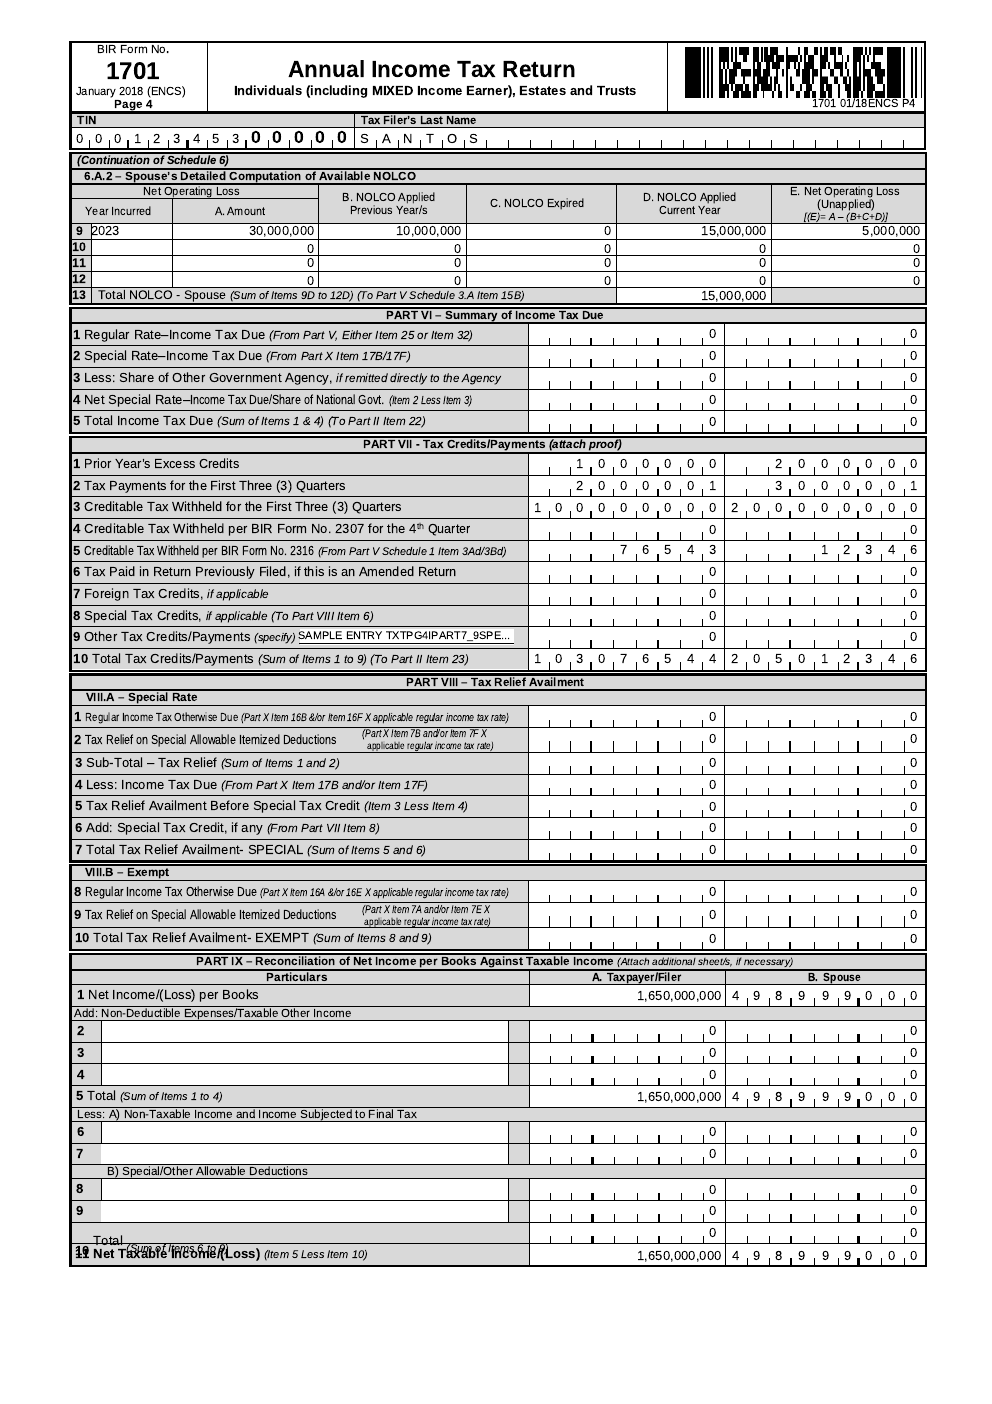 BIR Form No.
1701
January 2018 (ENCS)
Page 4
Annual Income Tax Return
Individuals (including MIXED Income Earner), Estates and Trusts
1701 01/18ENCS P4
TIN Tax Filer's Last Name
0 0 0 1 2 3 4 5 3 0 0 0 0 0 S A N T O S
(Continuation of Schedule 6)
6.A.2 – Spouse's Detailed Computation of Available NOLCO
Net Operating Loss
Year Incurred A. Amount
B. NOLCO Applied Previous Year/s
C. NOLCO Expired
D. NOLCO Applied Current Year
E. Net Operating Loss (Unapplied)
[(E)= A – (B+C+D)]
9 2023 30,000,000 10,000,000 0 15,000,000 5,000,000
10 0 0 0 0 0
11 0 0 0 0 0
12 0 0 0 0 0
13 Total NOLCO - Spouse (Sum of Items 9D to 12D) (To Part V Schedule 3.A Item 15B) 15,000,000
PART VI – Summary of Income Tax Due
1 Regular Rate–Income Tax Due (From Part V, Either Item 25 or Item 32) 0 0
2 Special Rate–Income Tax Due (From Part X Item 17B/17F) 0 0
3 Less: Share of Other Government Agency, if remitted directly to the Agency 0 0
4 Net Special Rate–Income Tax Due/Share of National Govt. (Item 2 Less Item 3) 0 0
5 Total Income Tax Due (Sum of Items 1 & 4) (To Part II Item 22) 0 0
PART VII - Tax Credits/Payments (attach proof)
1 Prior Year's Excess Credits 1 0 0 0 0 0 0 2 0 0 0 0 0 0
2 Tax Payments for the First Three (3) Quarters 2 0 0 0 0 0 1 3 0 0 0 0 0 1
3 Creditable Tax Withheld for the First Three (3) Quarters 1 0 0 0 0 0 0 0 0 2 0 0 0 0 0 0 0 0
4 Creditable Tax Withheld per BIR Form No. 2307 for the 4th Quarter 0 0
5 Creditable Tax Withheld per BIR Form No. 2316 (From Part V Schedule 1 Item 3Ad/3Bd) 7 6 5 4 3 1 2 3 4 6
6 Tax Paid in Return Previously Filed, if this is an Amended Return 0 0
7 Foreign Tax Credits, if applicable 0 0
8 Special Tax Credits, if applicable (To Part VIII Item 6) 0 0
9 Other Tax Credits/Payments (specify) SAMPLE ENTRY TXTPG4IPART7_9SPE... 0 0
10 Total Tax Credits/Payments (Sum of Items 1 to 9) (To Part II Item 23) 1 0 3 0 7 6 5 4 4 2 0 5 0 1 2 3 4 6
PART VIII – Tax Relief Availment
VIII.A – Special Rate
1 Regular Income Tax Otherwise Due (Part X Item 16B &/or Item 16F X applicable regular income tax rate) 0 0
2 Tax Relief on Special Allowable Itemized Deductions (Part X Item 7B and/or Item 7F X applicable regular income tax rate) 0 0
3 Sub-Total – Tax Relief (Sum of Items 1 and 2) 0 0
4 Less: Income Tax Due (From Part X Item 17B and/or Item 17F) 0 0
5 Tax Relief Availment Before Special Tax Credit (Item 3 Less Item 4) 0 0
6 Add: Special Tax Credit, if any (From Part VII Item 8) 0 0
7 Total Tax Relief Availment- SPECIAL (Sum of Items 5 and 6) 0 0
VIII.B – Exempt
8 Regular Income Tax Otherwise Due (Part X Item 16A &/or 16E X applicable regular income tax rate) 0 0
9 Tax Relief on Special Allowable Itemized Deductions (Part X Item 7A and/or Item 7E X applicable regular income tax rate) 0 0
10 Total Tax Relief Availment- EXEMPT (Sum of Items 8 and 9) 0 0
PART IX – Reconciliation of Net Income per Books Against Taxable Income (Attach additional sheet/s, if necessary)
Particulars A. Taxpayer/Filer B. Spouse
1 Net Income/(Loss) per Books 1,650,000,000 4 9 8 9 9 9 0 0 0
Add: Non-Deductible Expenses/Taxable Other Income
2 0 0
3 0 0
4 0 0
5 Total (Sum of Items 1 to 4) 1,650,000,000 4 9 8 9 9 9 0 0 0
Less: A) Non-Taxable Income and Income Subjected to Final Tax
6 0 0
7 0 0
B) Special/Other Allowable Deductions
8 0 0
9 0 0
10 Total (Sum of Items 6 to 9) 0 0
11 Net Taxable Income/(Loss) (Item 5 Less Item 10) 1,650,000,000 4 9 8 9 9 9 0 0 0